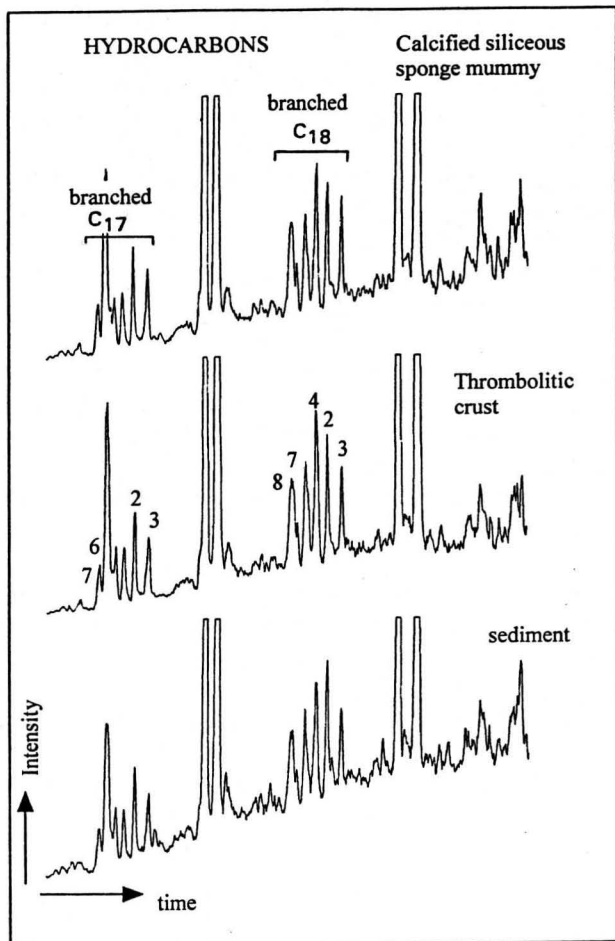 HYDROCARBONS
Calcified siliceous
sponge mummy
branched
C18
branched
C17
Thrombolitic
crust
4
7
2
3
8
2
3
6
7
sediment
Intensity
time